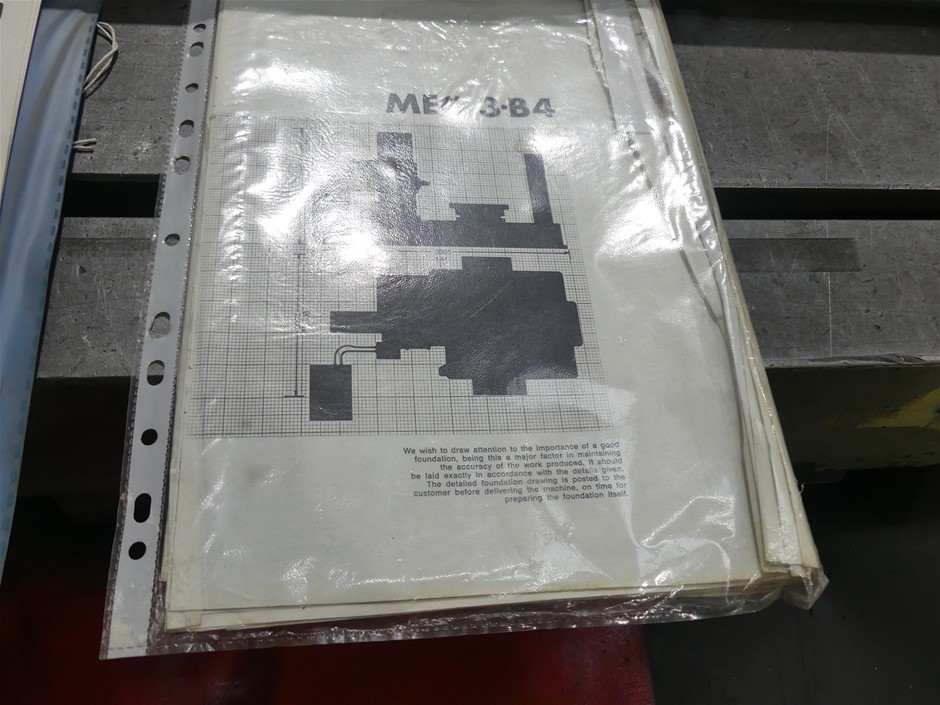 3-B4
We wish to draw attention to the importance of a good
foundation, being this a major factor in maintaining
the accuracy of the work produced. It should
be laid exactly in accordance with the details given.
The detailed foundation drawing is posted to the
customer before delivering the machine, on time for
preparing the foundation itself.